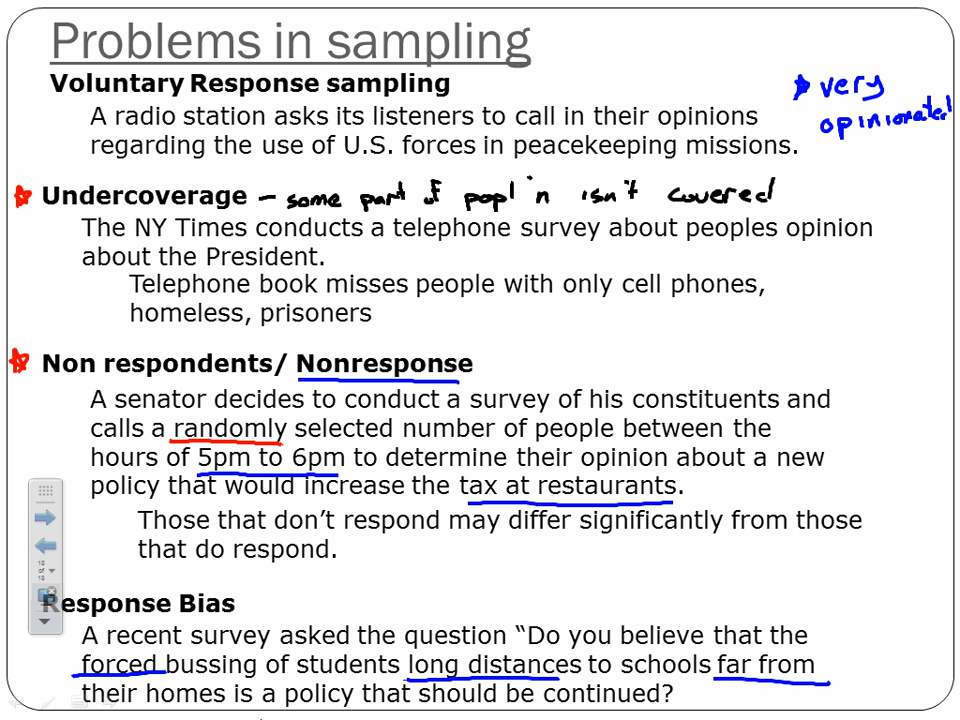 Problems in sampling
Voluntary Response sampling
very
opinionated
A radio station asks its listeners to call in their opinions
regarding the use of U.S. forces in peacekeeping missions.
Undercoverage – some part of popl'n isn't covered
The NY Times conducts a telephone survey about peoples opinion
about the President.
Telephone book misses people with only cell phones,
homeless, prisoners
Non respondents/ Nonresponse
A senator decides to conduct a survey of his constituents and
calls a randomly selected number of people between the
hours of 5pm to 6pm to determine their opinion about a new
policy that would increase the tax at restaurants.
Those that don’t respond may differ significantly from those
that do respond.
18
of
18
Response Bias
A recent survey asked the question “Do you believe that the
forced bussing of students long distances to schools far from
their homes is a policy that should be continued?